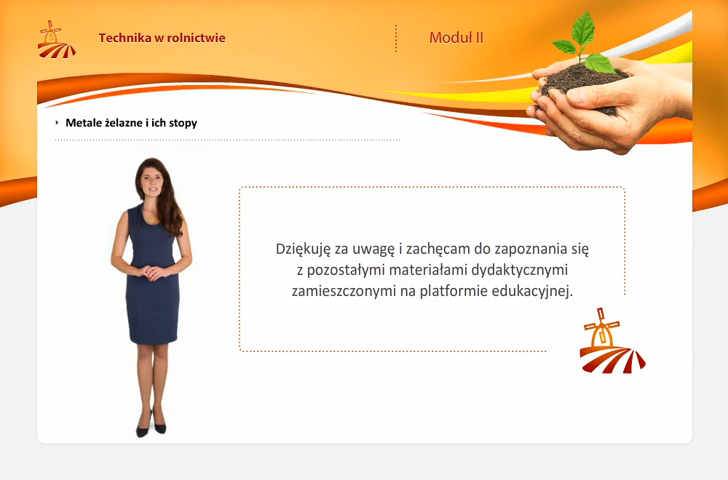 Technika w rolnictwie
Moduł II
Metale żelazne i ich stopy
Dziękuję za uwagę i zachęcam do zapoznania się
z pozostałymi materiałami dydaktycznymi
zamieszczonymi na platformie edukacyjnej.